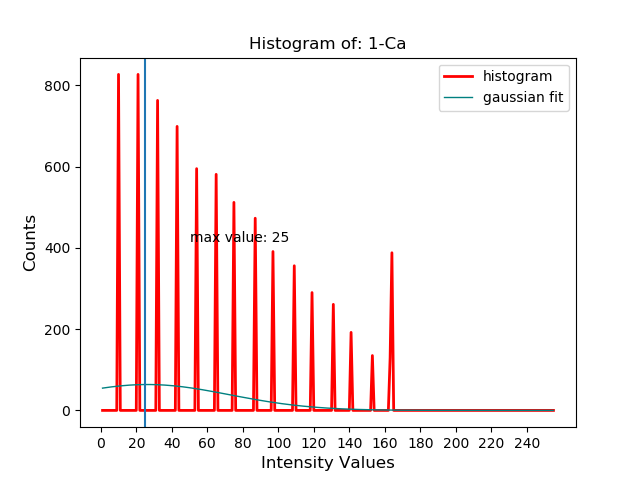 Histogram of: 1-Ca
histogram
gaussian fit
max value: 25
Counts
800
600
400
200
0
0 20 40 60 80 100 120 140 160 180 200 220 240
Intensity Values